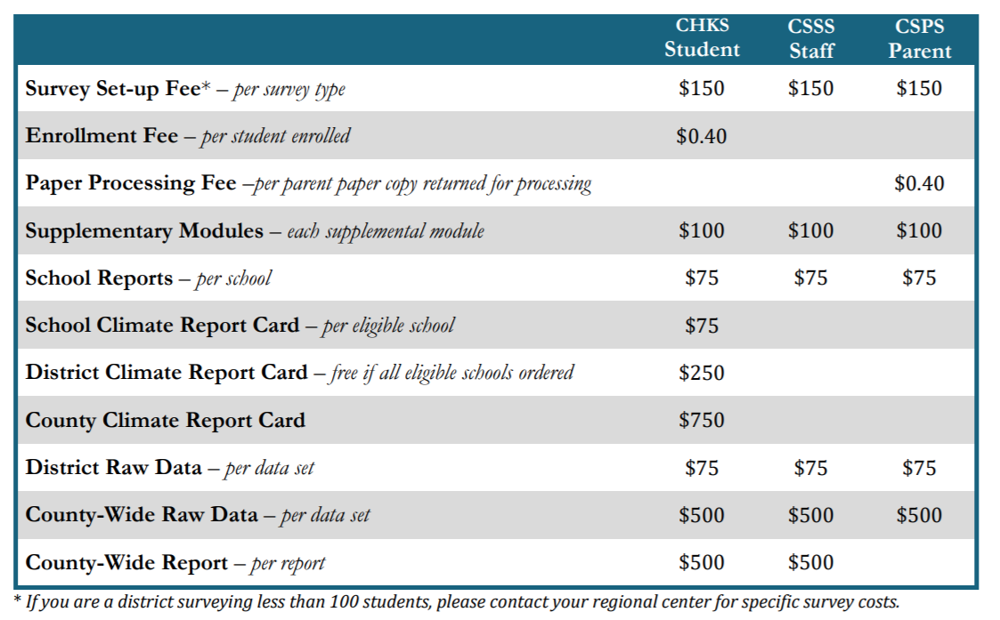 CHKS Student CSSS Staff CSPS Parent
Survey Set-up Fee* – per survey type $150 $150 $150
Enrollment Fee – per student enrolled $0.40
Paper Processing Fee –per parent paper copy returned for processing $0.40
Supplementary Modules – each supplemental module $100 $100 $100
School Reports – per school $75 $75 $75
School Climate Report Card – per eligible school $75
District Climate Report Card – free if all eligible schools ordered $250
County Climate Report Card $750
District Raw Data – per data set $75 $75 $75
County-Wide Raw Data – per data set $500 $500 $500
County-Wide Report – per report $500 $500
* If you are a district surveying less than 100 students, please contact your regional center for specific survey costs.